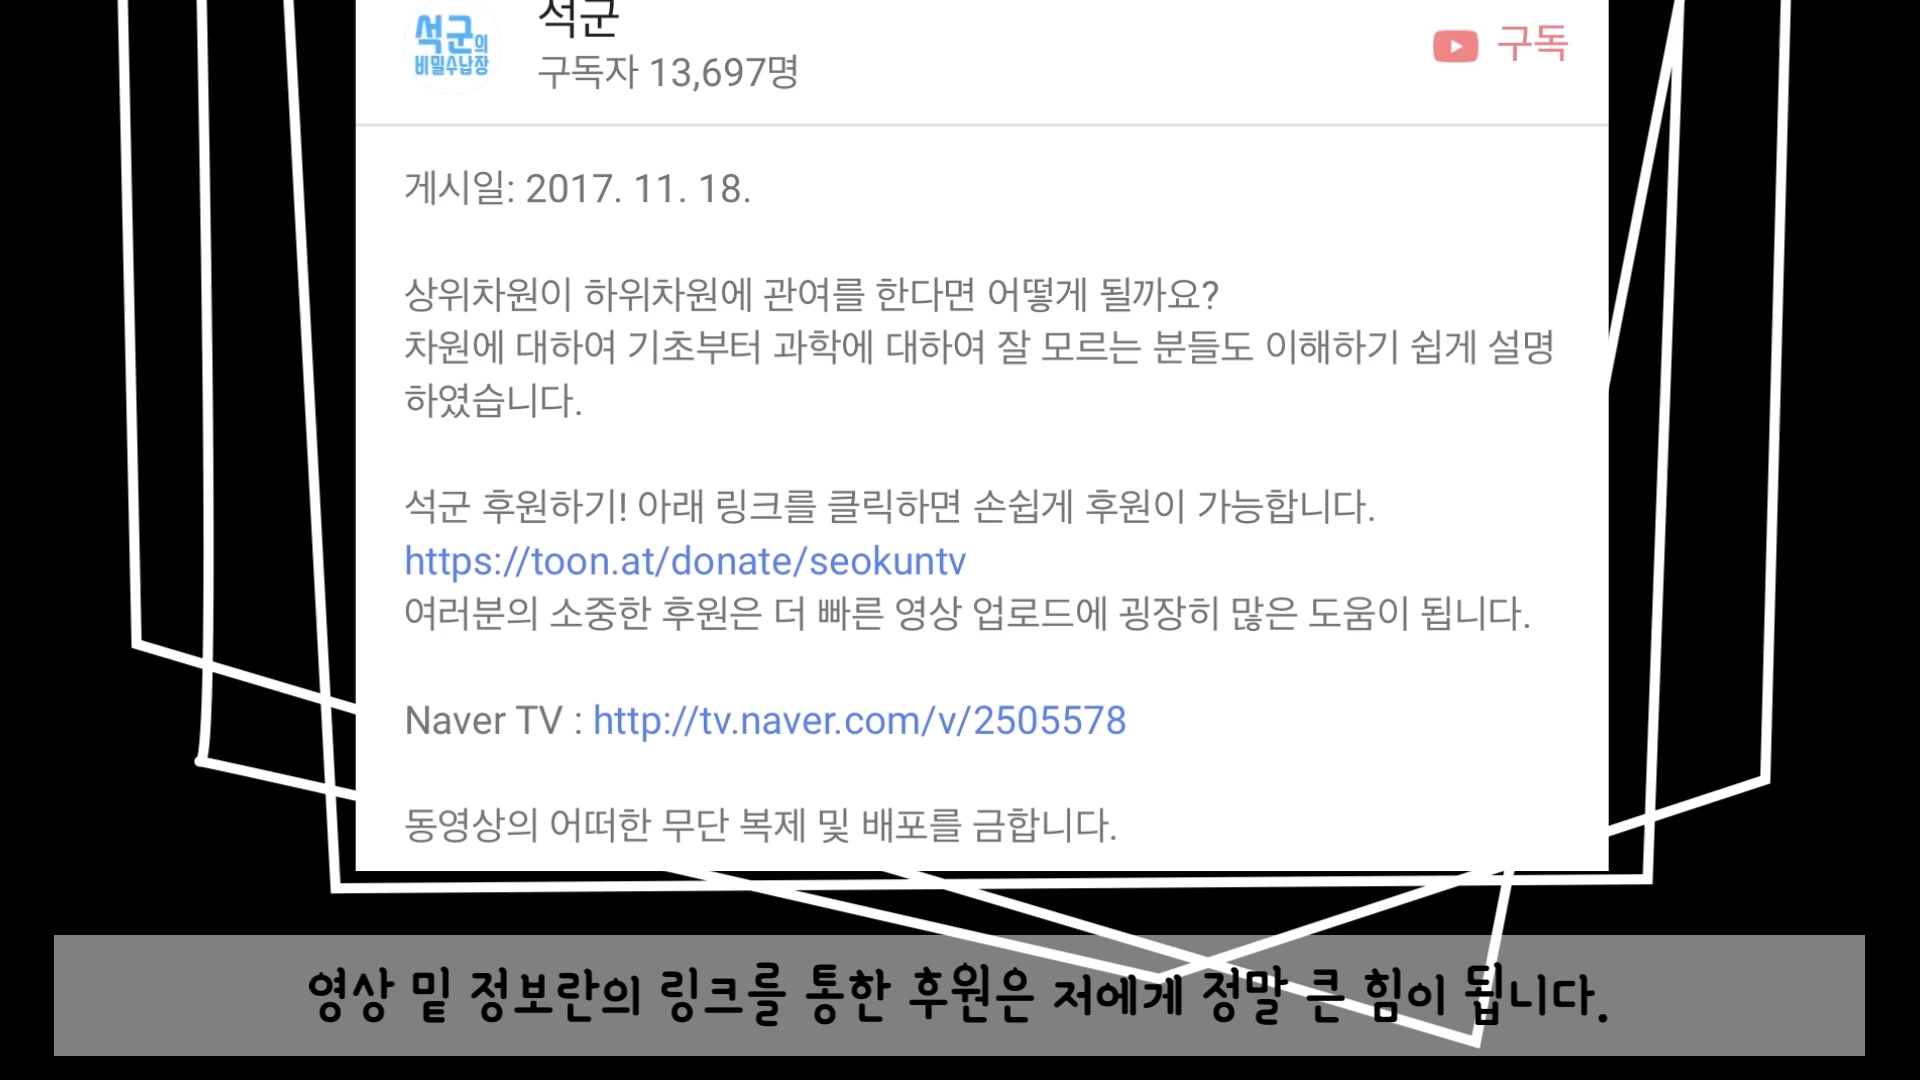 석군의
비밀수납장
석군
구독자 13,697명
구독
게시일: 2017. 11. 18.
상위차원이 하위차원에 관여를 한다면 어떻게 될까요?
차원에 대하여 기초부터 과학에 대하여 잘 모르는 분들도 이해하기 쉽게 설명
하였습니다.
석군 후원하기! 아래 링크를 클릭하면 손쉽게 후원이 가능합니다.
https://toon.at/donate/seokuntv
여러분의 소중한 후원은 더 빠른 영상 업로드에 굉장히 많은 도움이 됩니다.
Naver TV : http://tv.naver.com/v/2505578
동영상의 어떠한 무단 복제 및 배포를 금합니다.
영상 밑 정보란의 링크를 통한 후원은 저에게 정말 큰 힘이 됩니다.